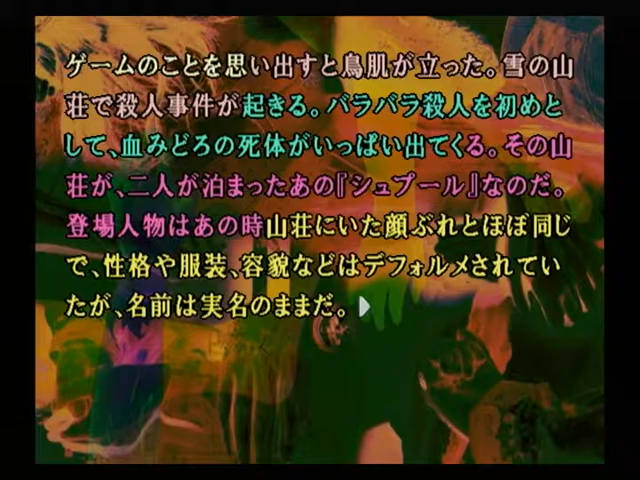 ゲームのことを思い出すと鳥肌が立った。雪の山
荘で殺人事件が起きる。バラバラ殺人を初めと
して、血みどろの死体がいっぱい出てくる。その山
荘が、二人が泊まったあの『シュプール』なのだ。
登場人物はあの時山荘にいた顔ぶれとほぼ同じ
で、性格や服装、容貌などはデフォルメされてい
たが、名前は実名のままだ。